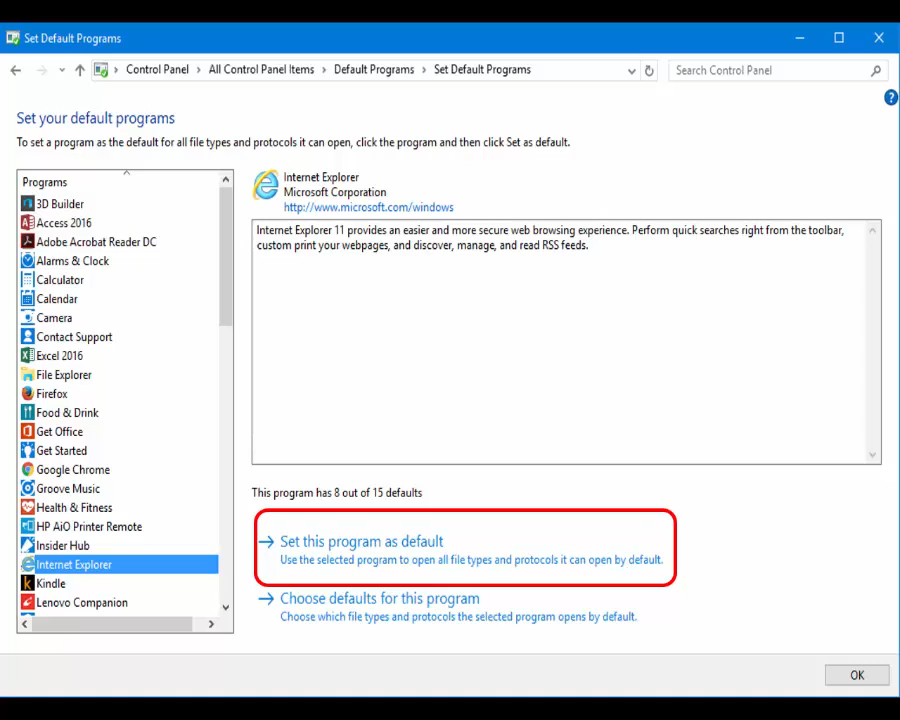 Set Default Programs
Control Panel > All Control Panel Items > Default Programs > Set Default Programs
Search Control Panel
?
Set your default programs
To set a program as the default for all file types and protocols it can open, click the program and then click Set as default.
Programs
3D Builder
Access 2016
Adobe Acrobat Reader DC
Alarms & Clock
Calculator
Calendar
Camera
Contact Support
Excel 2016
File Explorer
Firefox
Food & Drink
Get Office
Get Started
Google Chrome
Groove Music
Health & Fitness
HP AiO Printer Remote
Insider Hub
Internet Explorer
Kindle
Lenovo Companion
Internet Explorer
Microsoft Corporation
http://www.microsoft.com/windows
Internet Explorer 11 provides an easier and more secure web browsing experience. Perform quick searches right from the toolbar,
custom print your webpages, and discover, manage, and read RSS feeds.
This program has 8 out of 15 defaults
Set this program as default
Use the selected program to open all file types and protocols it can open by default.
Choose defaults for this program
Choose which file types and protocols the selected program opens by default.
OK